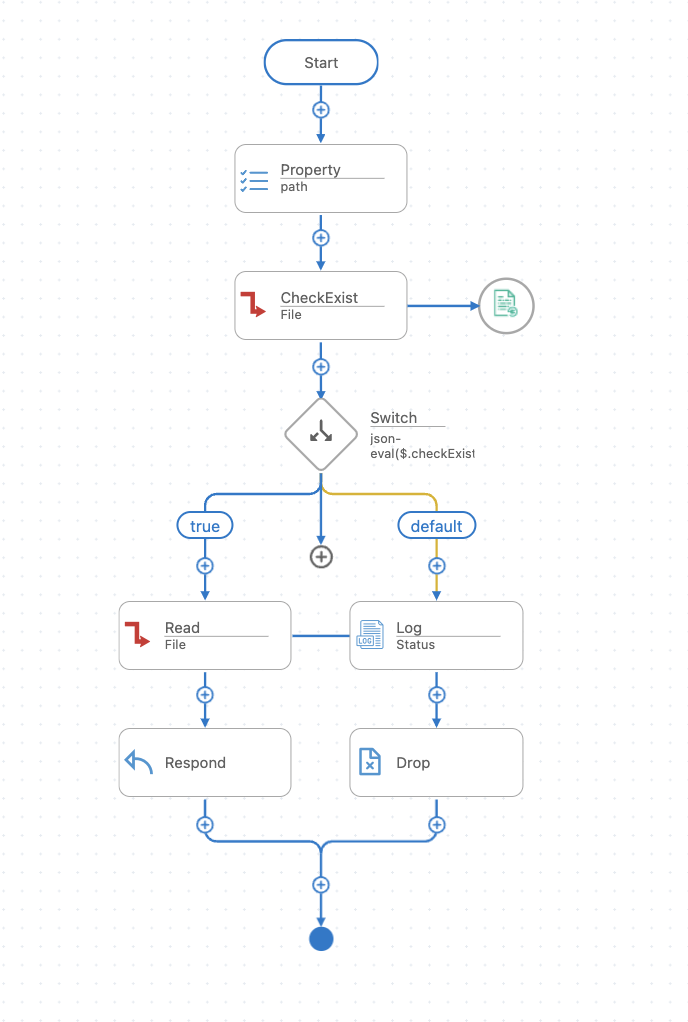 Start
Property
path
CheckExist
File
Switch
json-
eval($.checkExist
true
default
Read
File
LOG
Log
Status
Respond
Drop